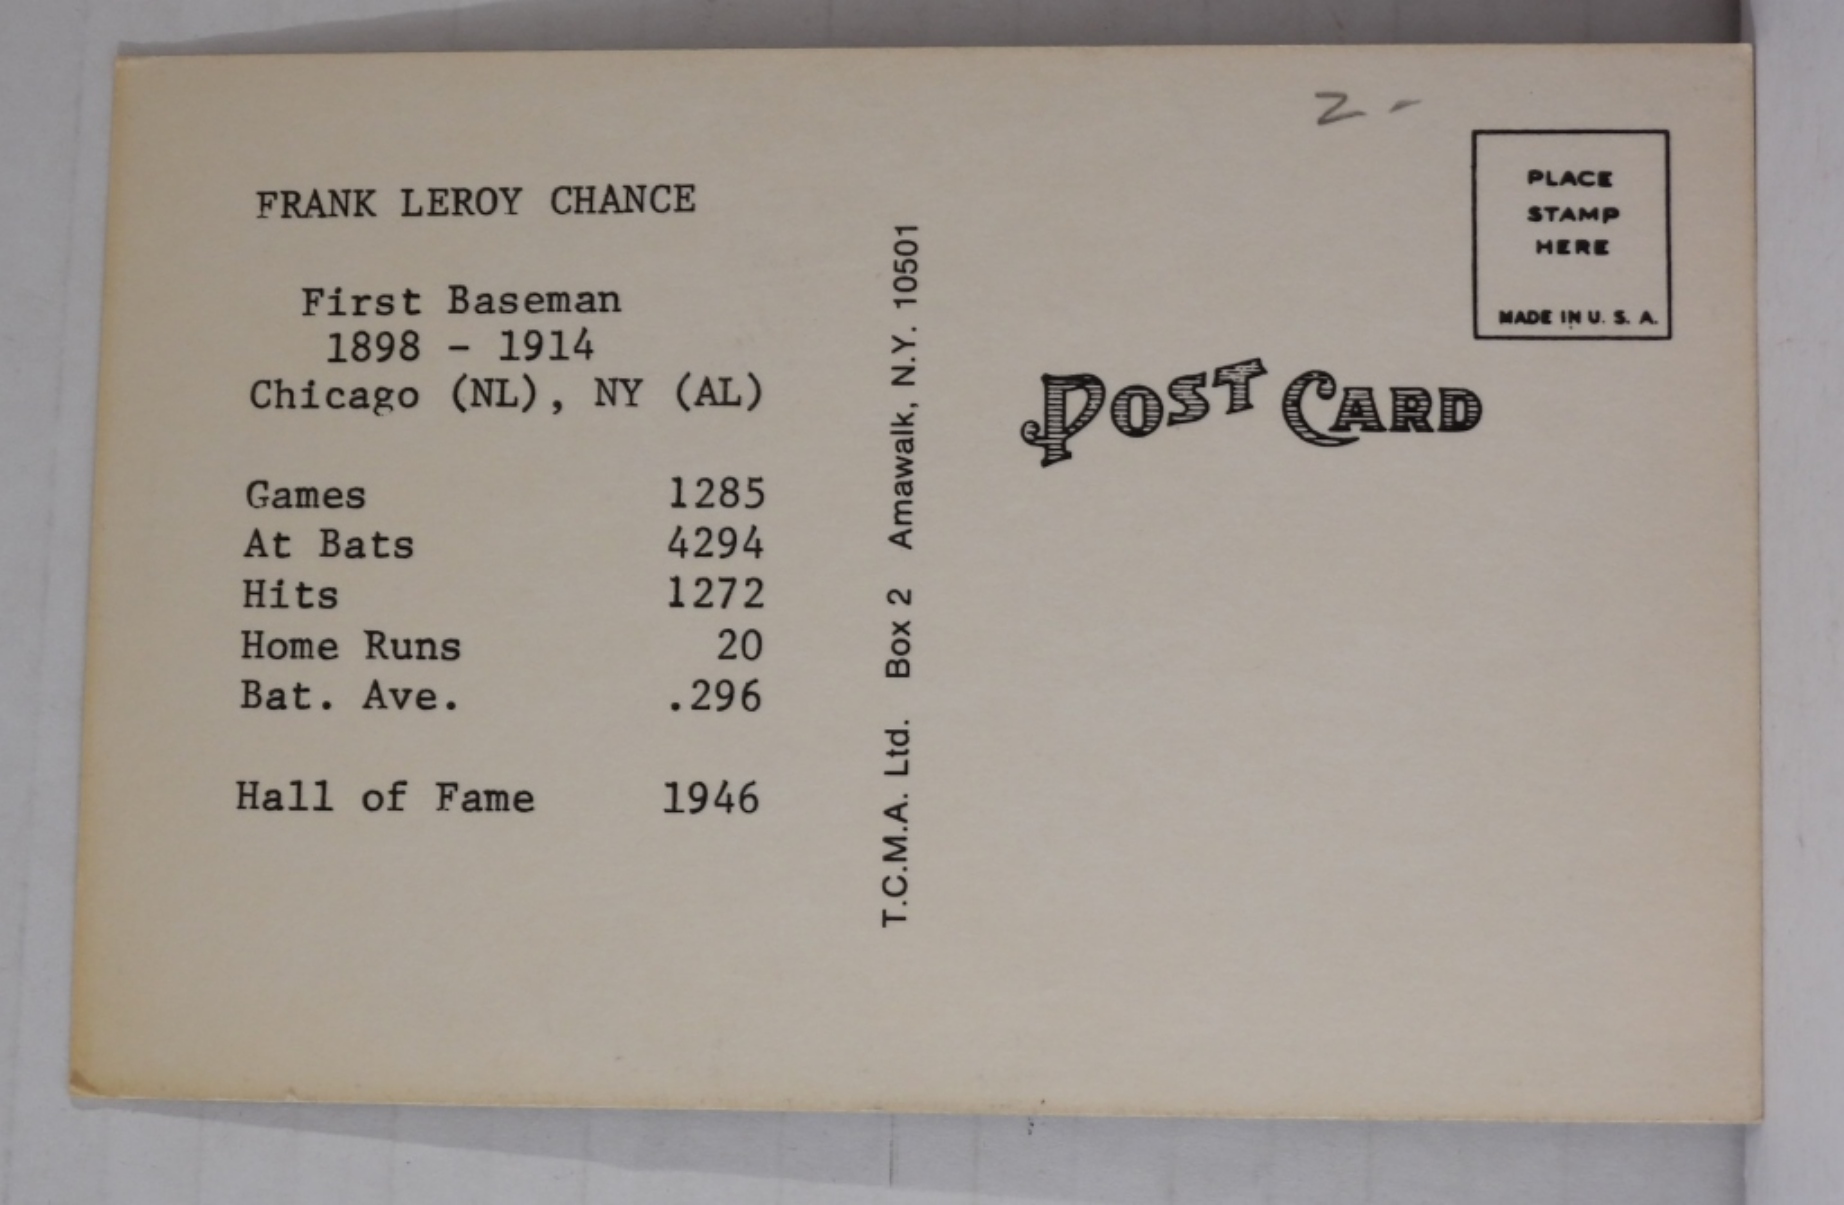 FRANK LEROY CHANCE
First Baseman
1898 - 1914
Chicago (NL), NY (AL)
Games 1285
At Bats 4294
Hits 1272
Home Runs 20
Bat. Ave. .296
Hall of Fame 1946
T.C.M.A. Ltd. Box 2 Amawalk, N.Y. 10501
2-
PLACE
STAMP
HERE
MADE IN U. S. A.
POST CARD